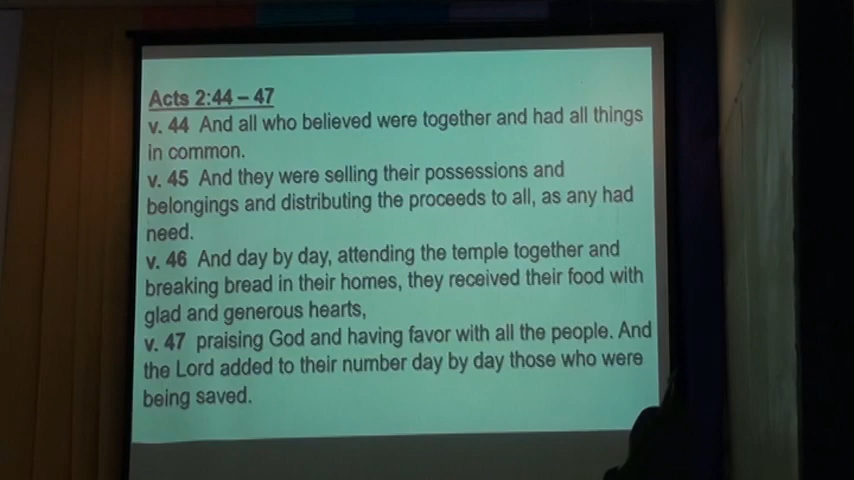 Acts 2:44 – 47
v. 44 And all who believed were together and had all things
in common.
v. 45 And they were selling their possessions and
belongings and distributing the proceeds to all, as any had
need.
v. 46 And day by day, attending the temple together and
breaking bread in their homes, they received their food with
glad and generous hearts,
v. 47 praising God and having favor with all the people. And
the Lord added to their number day by day those who were
being saved.